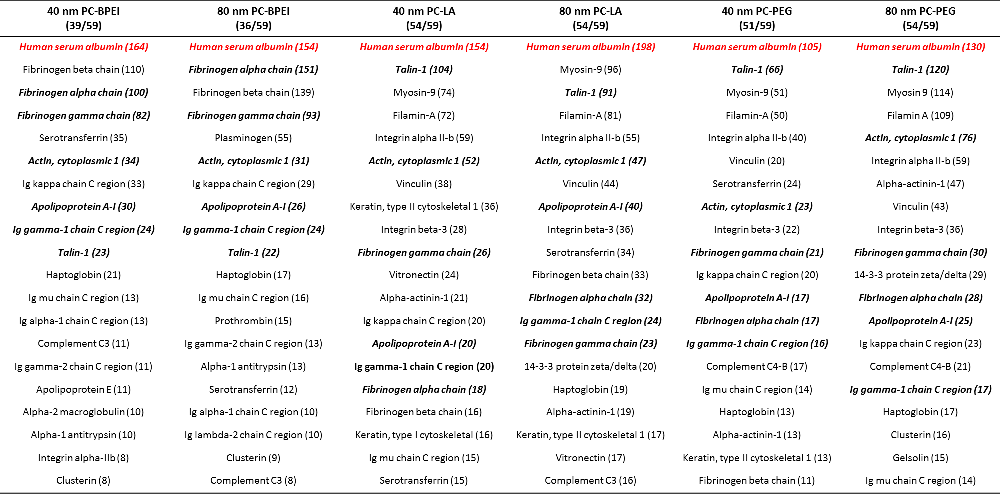 40 nm PC-BPEI 80 nm PC-BPEI 40 nm PC-LA 80 nm PC-LA 40 nm PC-PEG 80 nm PC-PEG
(39/59) (36/59) (54/59) (54/59) (51/59) (54/59)
Human serum albumin (164) Human serum albumin (154) Human serum albumin (154) Human serum albumin (198) Human serum albumin (105) Human serum albumin (130)
Fibrinogen beta chain (110) Fibrinogen alpha chain (151) Talin-1 (104) Myosin-9 (96) Talin-1 (66) Talin-1 (120)
Fibrinogen alpha chain (100) Fibrinogen beta chain (139) Myosin-9 (74) Talin-1 (91) Myosin-9 (51) Myosin 9 (114)
Fibrinogen gamma chain (82) Fibrinogen gamma chain (93) Filamin-A (72) Filamin-A (81) Filamin-A (50) Filamin A (109)
Serotransferrin (35) Plasminogen (55) Integrin alpha II-b (59) Integrin alpha II-b (55) Integrin alpha II-b (40) Actin, cytoplasmic 1 (76)
Actin, cytoplasmic 1 (34) Actin, cytoplasmic 1 (31) Actin, cytoplasmic 1 (52) Actin, cytoplasmic 1 (47) Vinculin (20) Integrin alpha II-b (59)
Ig kappa chain C region (33) Ig kappa chain C region (29) Vinculin (38) Vinculin (44) Serotransferrin (24) Alpha-actinin-1 (47)
Apolipoprotein A-I (30) Apolipoprotein A-I (26) Keratin, type II cytoskeletal 1 (36) Apolipoprotein A-I (40) Actin, cytoplasmic 1 (23) Vinculin (43)
Ig gamma-1 chain C region (24) Ig gamma-1 chain C region (24) Integrin beta-3 (28) Integrin beta-3 (36) Integrin beta-3 (22) Integrin beta-3 (36)
Talin-1 (23) Talin-1 (22) Fibrinogen gamma chain (26) Serotransferrin (34) Fibrinogen gamma chain (21) Fibrinogen gamma chain (30)
Haptoglobin (21) Haptoglobin (17) Vitronectin (24) Fibrinogen beta chain (33) Ig kappa chain C region (20) 14-3-3 protein zeta/delta (29)
Ig mu chain C region (13) Ig mu chain C region (16) Alpha-actinin-1 (21) Fibrinogen alpha chain (32) Apolipoprotein A-I (17) Fibrinogen alpha chain (28)
Ig alpha-1 chain C region (13) Prothrombin (15) Ig kappa chain C region (20) Ig gamma-1 chain C region (24) Fibrinogen alpha chain (17) Apolipoprotein A-I (25)
Complement C3 (11) Ig gamma-2 chain C region (13) Apolipoprotein A-I (20) Fibrinogen gamma chain (23) Ig gamma-1 chain C region (16) Ig kappa chain C region (23)
Ig gamma-2 chain C region (11) Alpha-1 antitrypsin (13) Ig gamma-1 chain C region (20) 14-3-3 protein zeta/delta (20) Complement C4-B (17) Complement C4-B (21)
Apolipoprotein E (11) Serotransferrin (12) Fibrinogen alpha chain (18) Haptoglobin (19) Ig mu chain C region (14) Ig gamma-1 chain C region (17)
Alpha-2 macroglobulin (10) Ig alpha-1 chain C region (10) Fibrinogen beta chain (16) Alpha-actinin-1 (19) Haptoglobin (13) Haptoglobin (17)
Alpha-1 antitrypsin (10) Ig lambda-2 chain C region (10) Keratin, type I cytoskeletal (16) Keratin, type II cytoskeletal 1 (17) Alpha-actinin-1 (13) Clusterin (16)
Integrin alpha-IIb (8) Clusterin (9) Ig mu chain C region (15) Vitronectin (17) Keratin, type II cytoskeletal 1 (13) Gelsolin (15)
Clusterin (8) Complement C3 (8) Serotransferrin (15) Complement C3 (16) Fibrinogen beta chain (11) Ig mu chain C region (14)